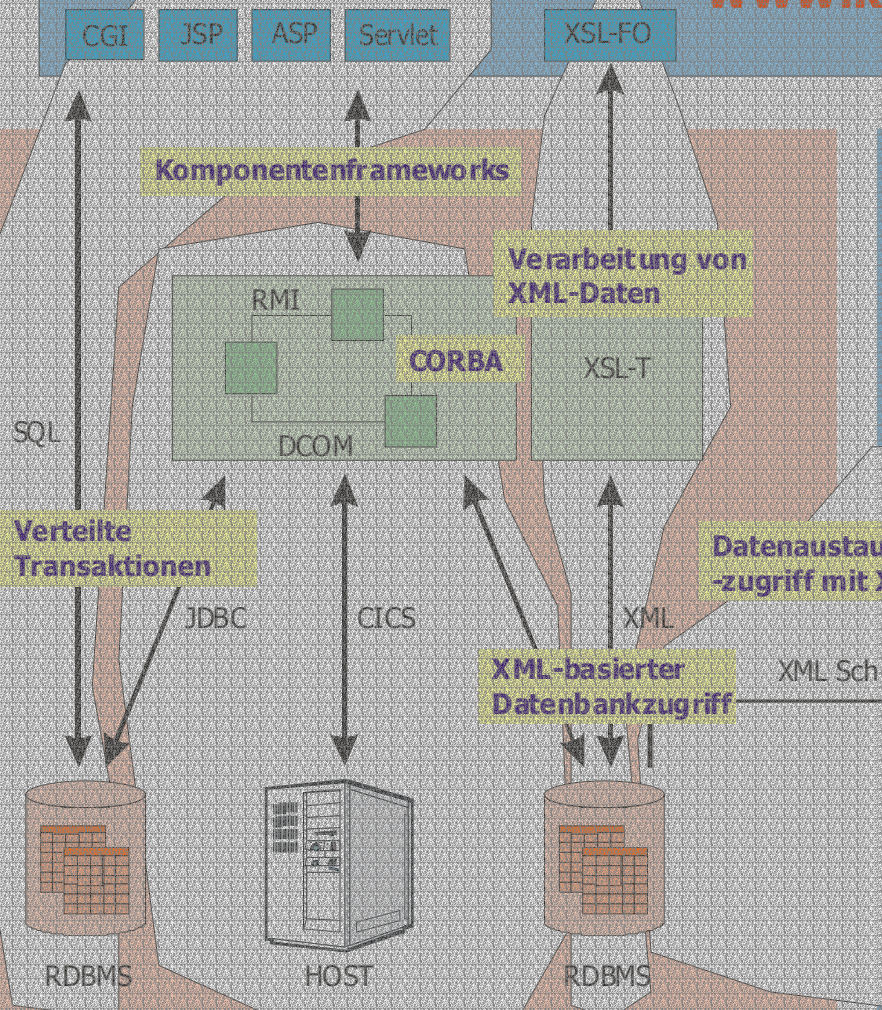 CGI JSP ASP Servlet XSL-FO
Komponentenframeworks
Verarbeitung von
XML-Daten
RMI
CORBA
XSL-T
DCOM
SQL
Verteilte
Transaktionen
-zugriff mit
JDBC
CICS
XML
XML-basierter
Datenbankzugriff
XML Sch
RDBMS
HOST
RDBMS